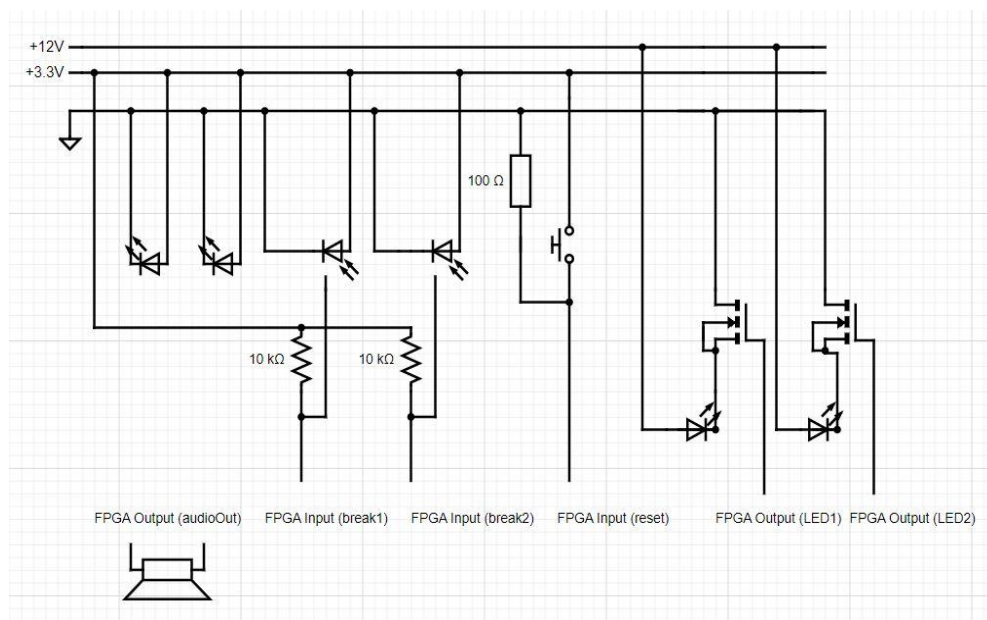 +12V
+3.3V
100 Ω
10 kΩ
10 kΩ
FPGA Output (audioOut)
FPGA Input (break1)
FPGA Input (break2)
FPGA Input (reset)
FPGA Output (LED1)
FPGA Output (LED2)